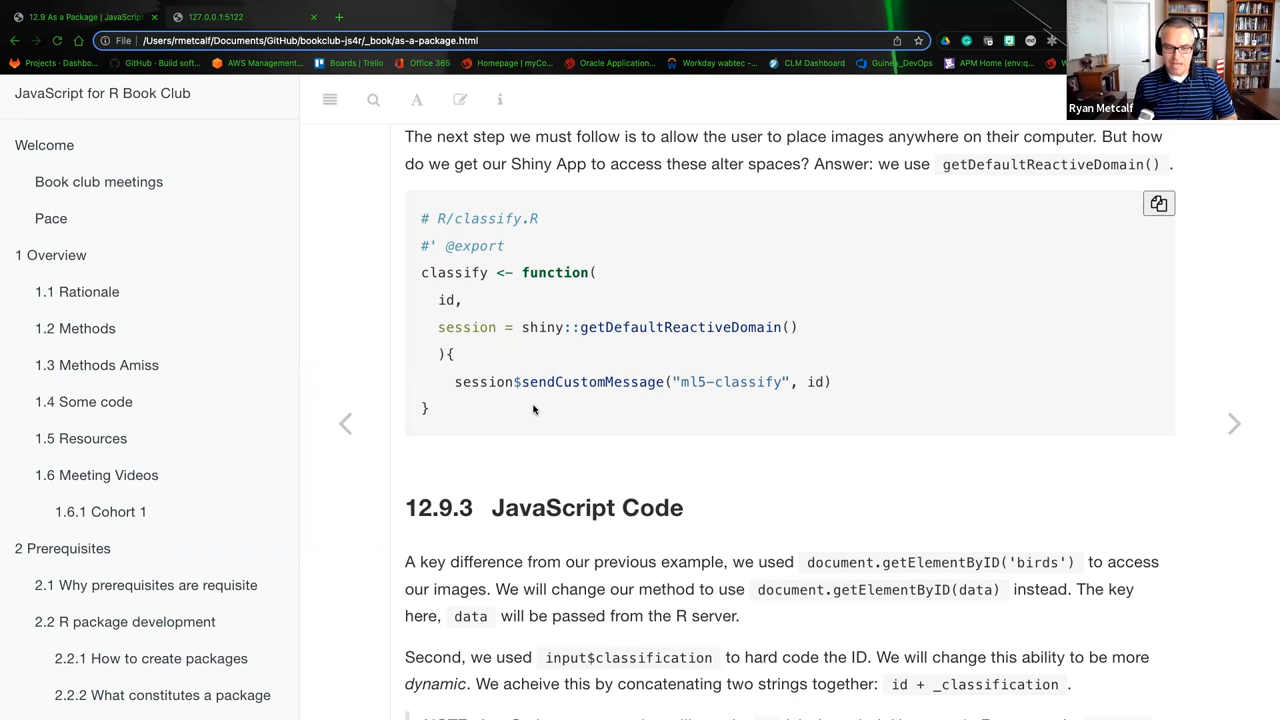 12.9 As a Package | JavaScript
127.0.0.1:5122
File | /Users/rmetcalf/Documents/GitHub/bookclub-js4r/_book/as-a-package.html
Projects · Dashbo...
GitHub · Build soft...
AWS Management...
Boards | Trello
Office 365
Homepage | myCo...
Oracle Application...
Workday wabtec -...
CLM Dashboard
Guinea_DevOps
APM Home (env:q...
Ryan Metcalf
JavaScript for R Book Club
Welcome
Book club meetings
Pace
1 Overview
1.1 Rationale
1.2 Methods
1.3 Methods Amiss
1.4 Some code
1.5 Resources
1.6 Meeting Videos
1.6.1 Cohort 1
2 Prerequisites
2.1 Why prerequisites are requisite
2.2 R package development
2.2.1 How to create packages
2.2.2 What constitutes a package
The next step we must follow is to allow the user to place images anywhere on their computer. But how
do we get our Shiny App to access these alter spaces? Answer: we use getDefaultReactiveDomain() .
# R/classify.R
#' @export
classify <- function(
id,
session = shiny::getDefaultReactiveDomain()
){
session$sendCustomMessage("ml5-classify", id)
}
12.9.3 JavaScript Code
A key difference from our previous example, we used document.getElementByID('birds') to access
our images. We will change our method to use document.getElementByID(data) instead. The key
here, data will be passed from the R server.
Second, we used input$classification to hard code the ID. We will change this ability to be more
dynamic. We acheive this by concatenating two strings together: id + _classification .